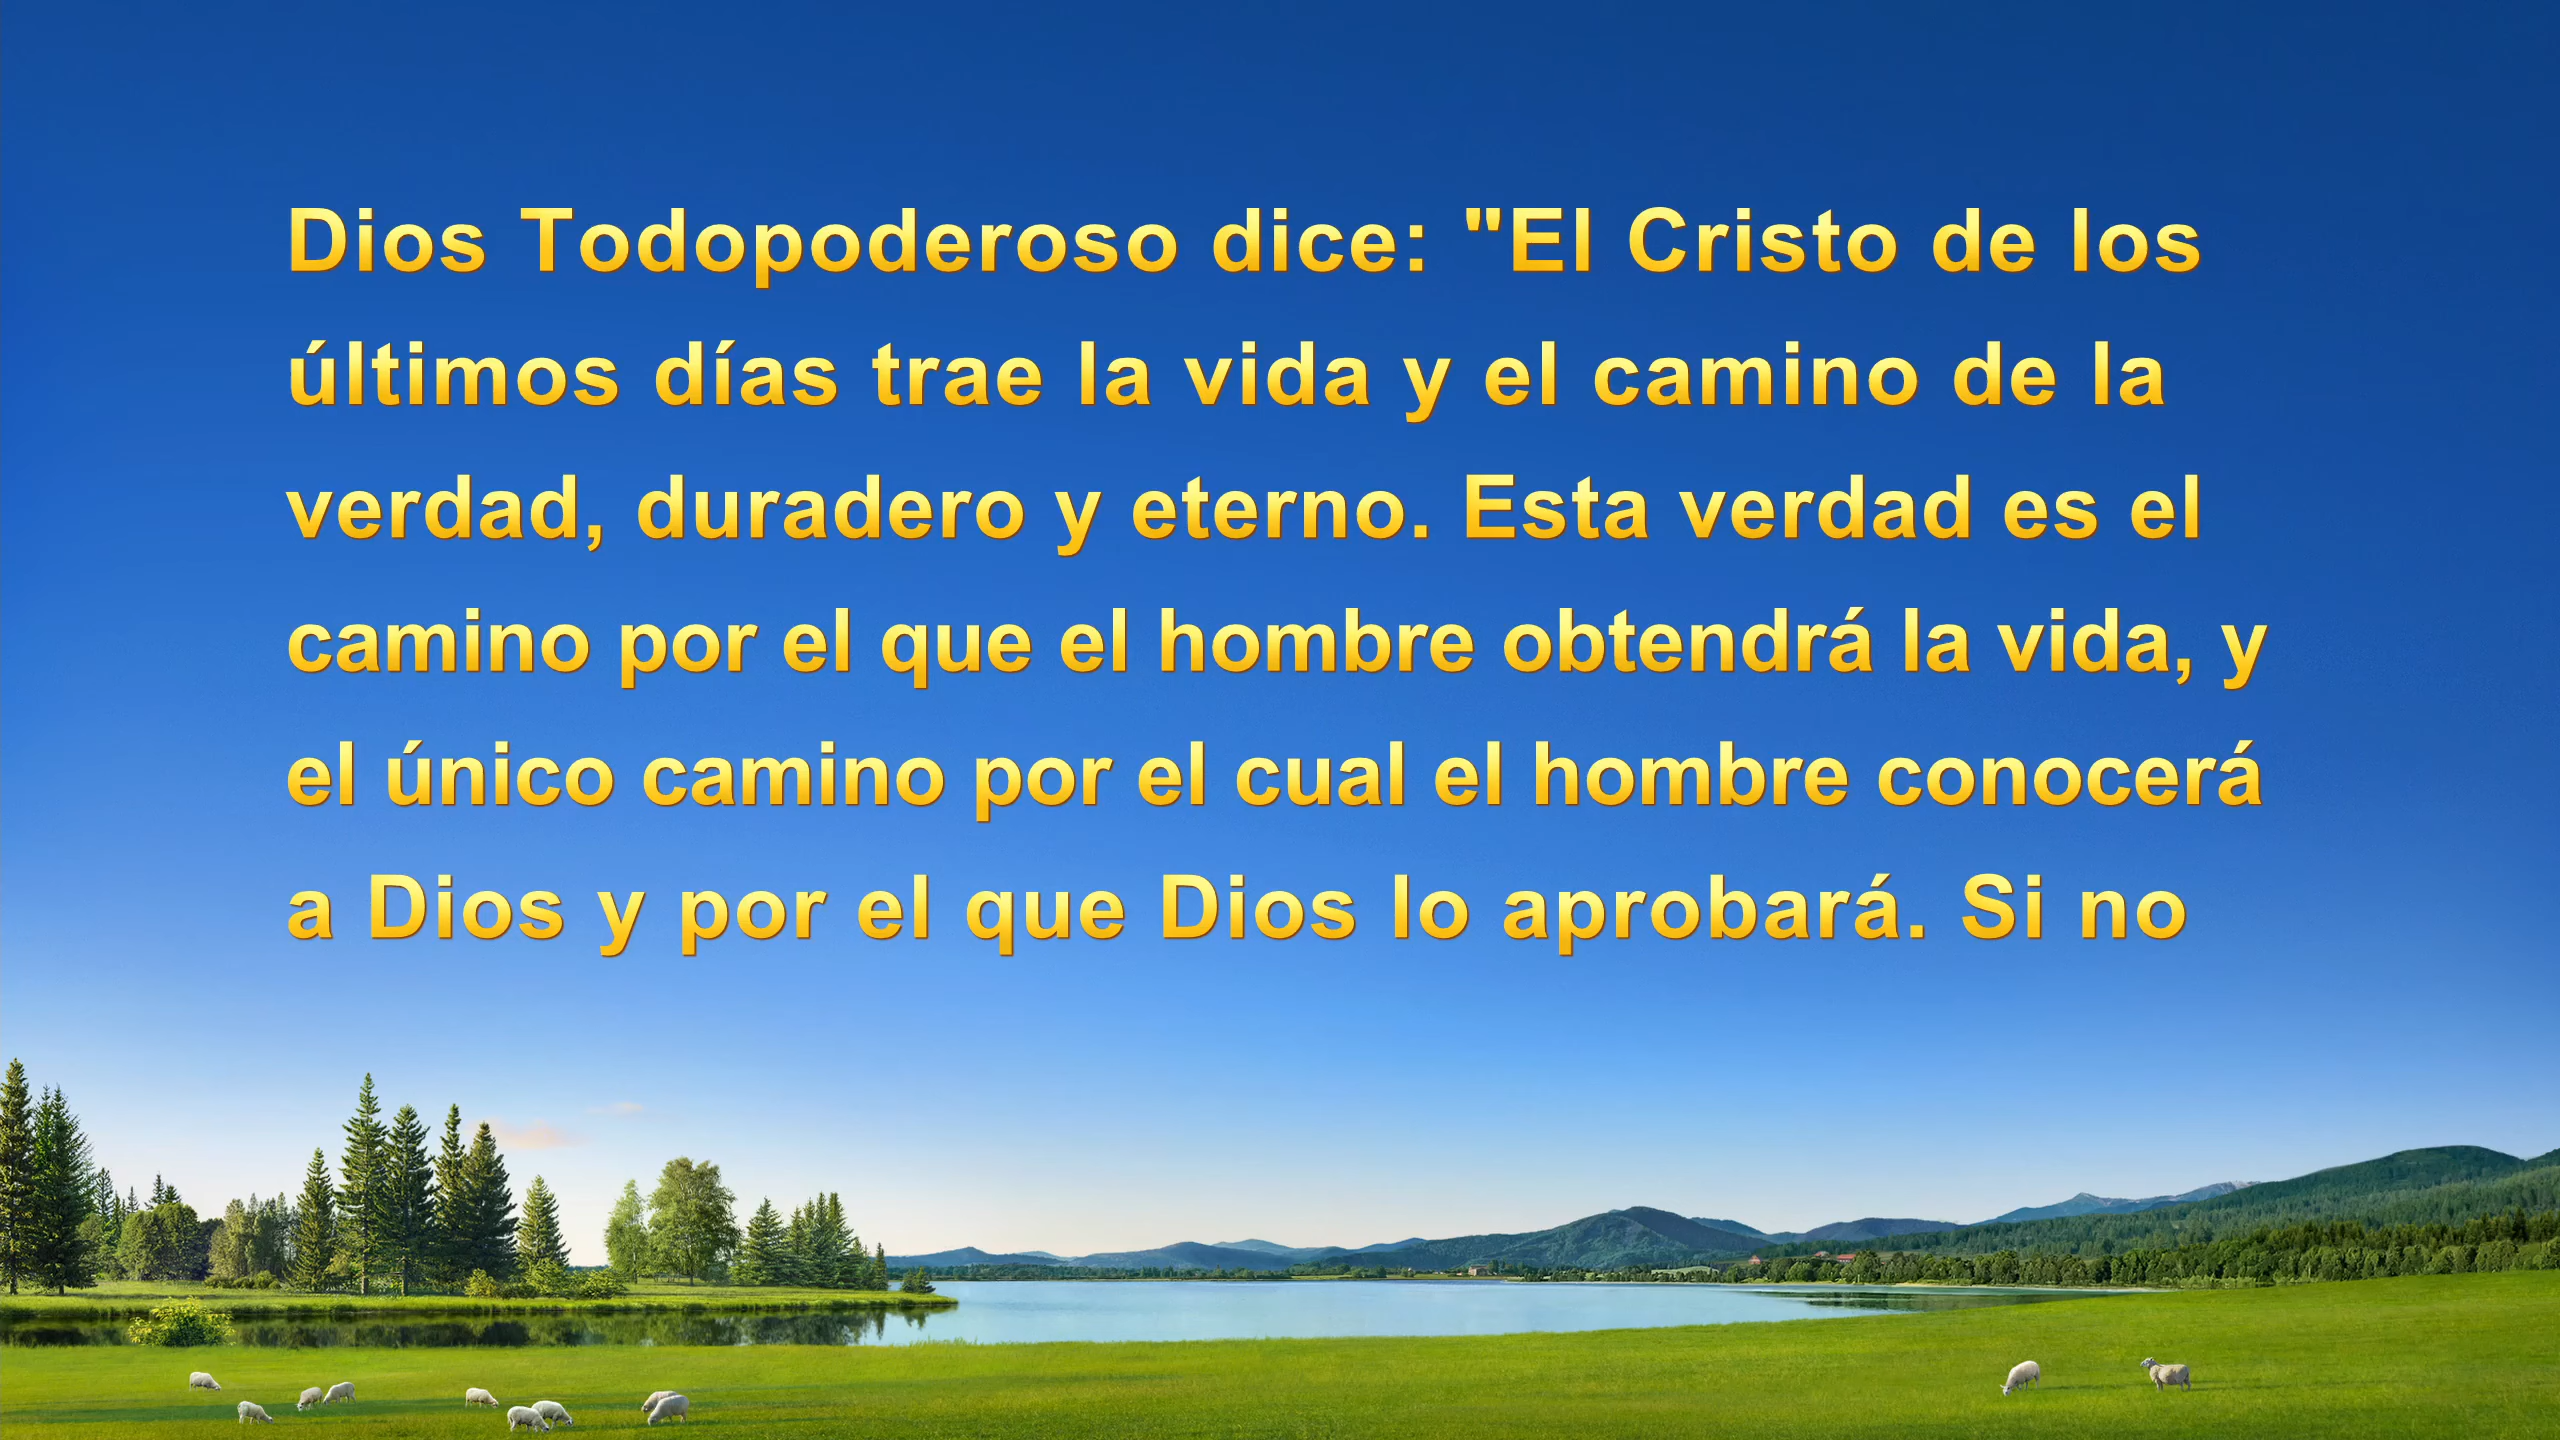 Dios Todopoderoso dice: "El Cristo de los
últimos días trae la vida y el camino de la
verdad, duradero y eterno. Esta verdad es el
camino por el que el hombre obtendrá la vida, y
el único camino por el cual el hombre conocerá
a Dios y por el que Dios lo aprobará. Si no